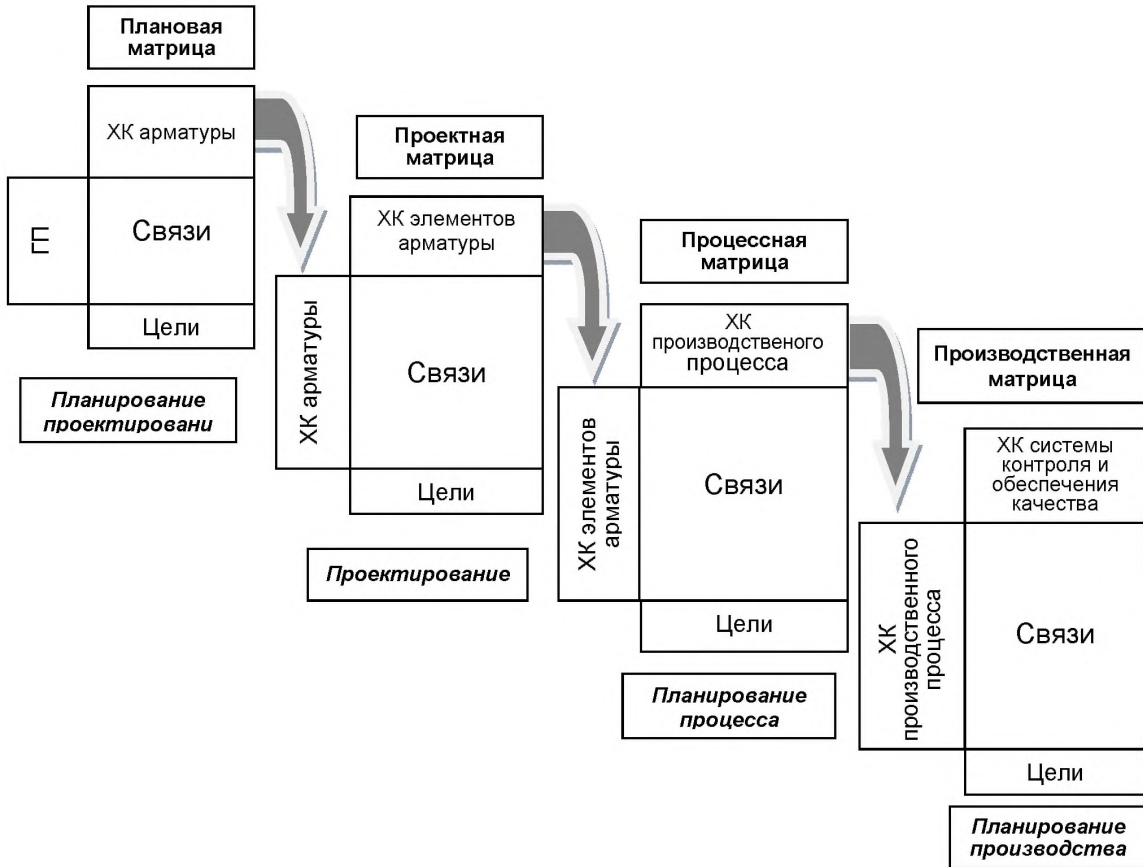 Плановая
матрица
ХК арматуры
П
Связи
Цели
Планирование
проектировани
Проектная
матрица
ХК элементов
арматуры
ХК арматуры
Связи
Цели
Проектирование
Процессная
матрица
ХК
производственого
процесса
ХК элементов
арматуры
Связи
Цели
Планирование
процесса
Производственная
матрица
ХК системы
контроля и
обеспечения
качества
ХК
производственного
процесса
Связи
Цели
Планирование
производства